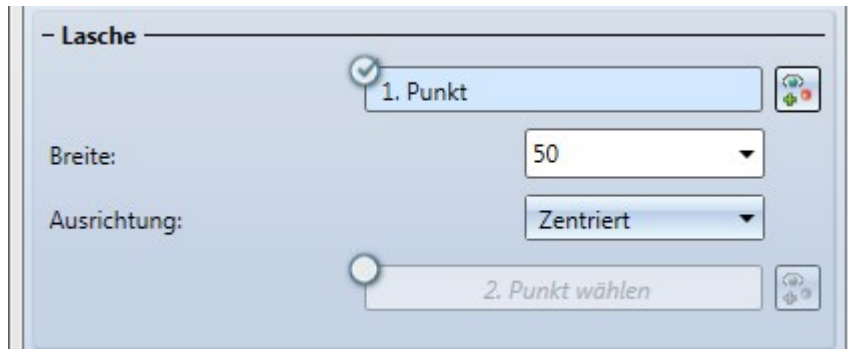 Lasche
1. Punkt
Breite: 50
Ausrichtung: Zentriert
2. Punkt wählen